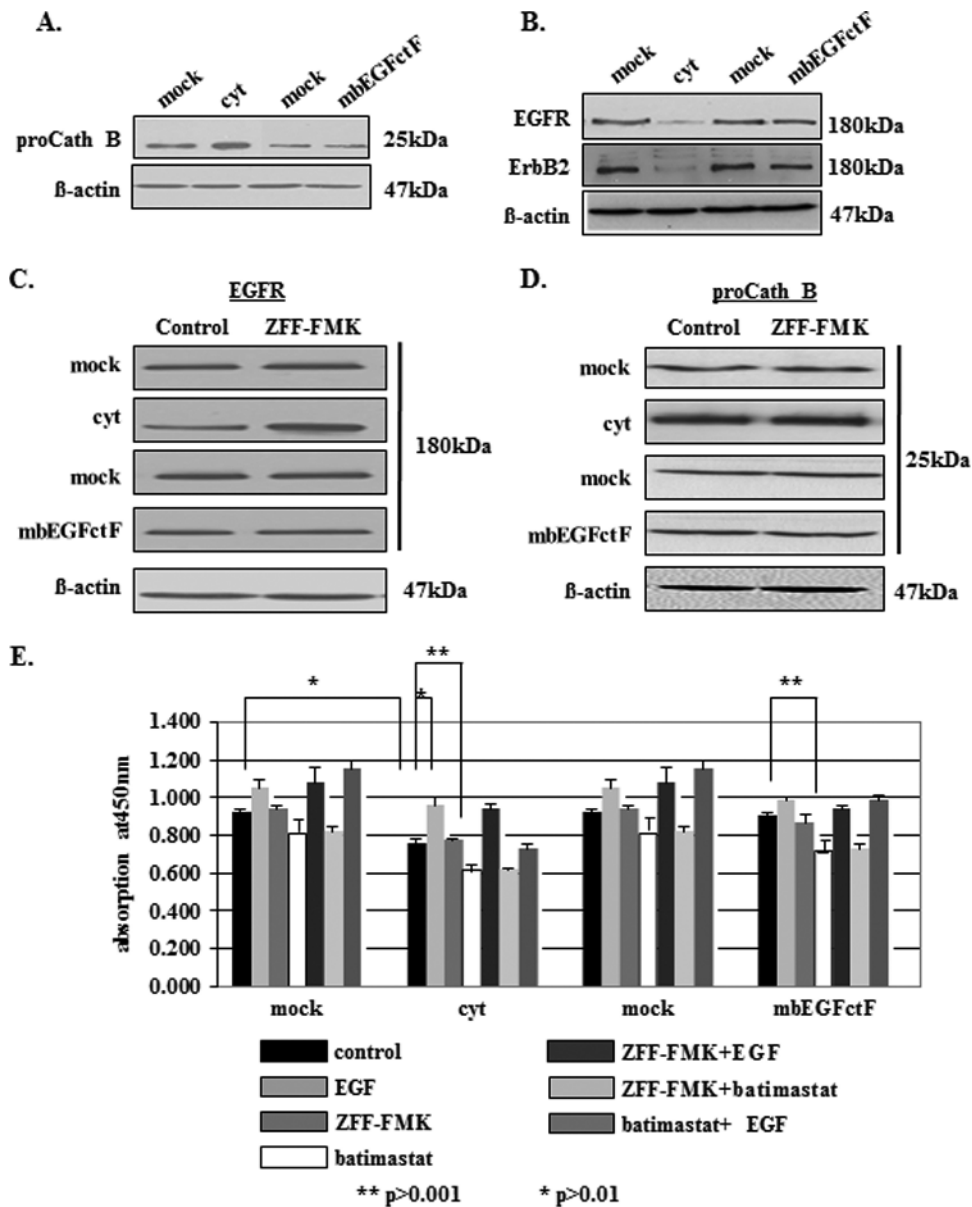 A.
mock cyt mock mbEGFctF
proCath B 25kDa
ß-actin 47kDa
B.
mock cyt mock mbEGFctF
EGFR 180kDa
ErbB2 180kDa
ß-actin 47kDa
C.
EGFR
Control ZFF-FMK
mock
cyt
180kDa
mock
mbEGFctF
ß-actin 47kDa
D.
proCath B
Control ZFF-FMK
mock
cyt
25kDa
mock
mbEGFctF
ß-actin 47kDa
E.
** 
* * **
absorption at450nm
1.400
1.200
1.000
0.800
0.600
0.400
0.200
0.000
mock cyt mock mbEGFctF
control ZFF-FMK+EGF
EGF ZFF-FMK+batimastat
ZFF-FMK batimastat+ EGF
batimastat
** p>0.001 * p>0.01